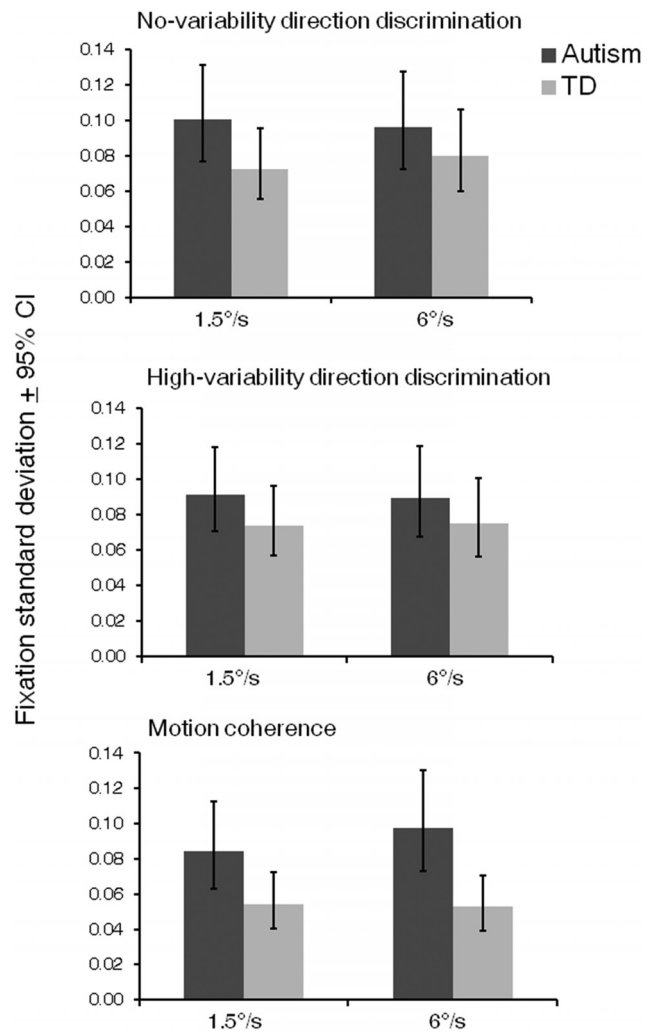 No-variability direction discrimination
Autism
TD
0.14
0.12
0.10
0.08
0.06
0.04
0.02
0.00
1.5°/s 6°/s
Fixation standard deviation ± 95% CI
High-variability direction discrimination
0.14
0.12
0.10
0.08
0.06
0.04
0.02
0.00
1.5°/s 6°/s
Motion coherence
0.14
0.12
0.10
0.08
0.06
0.04
0.02
0.00
1.5°/s 6°/s